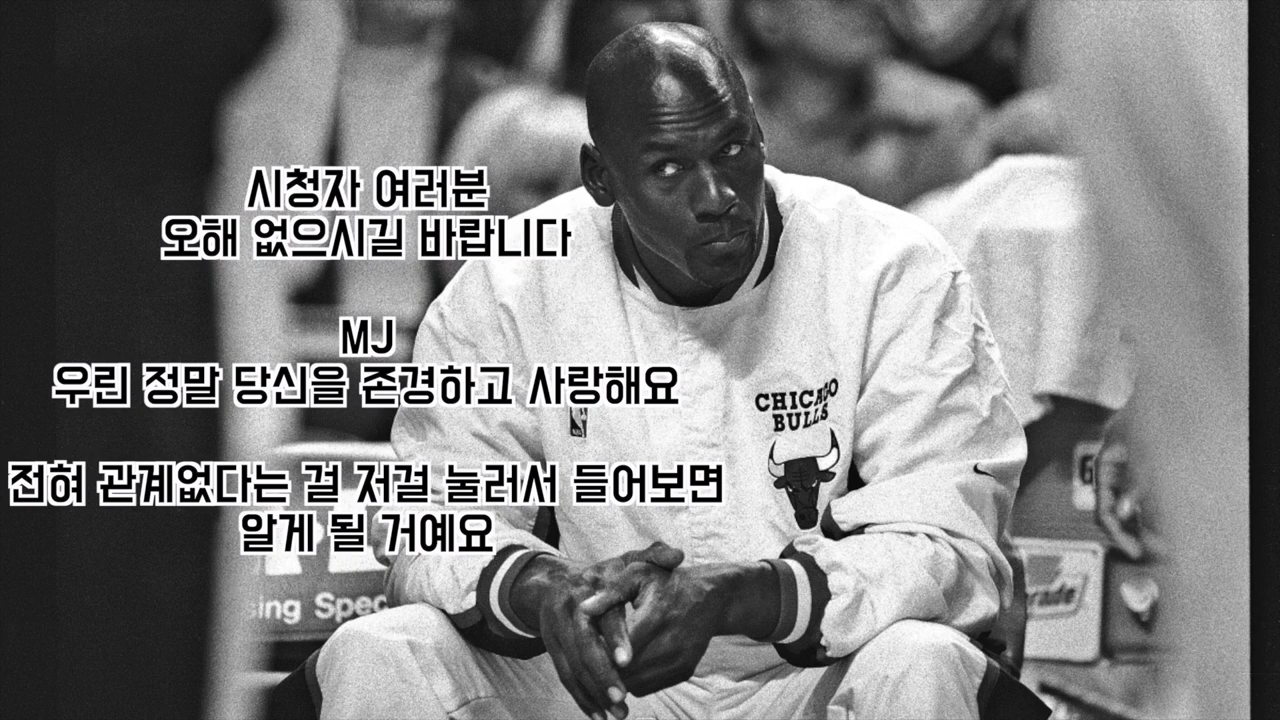 시청자 여러분
오해 없으시길 바랍니다
MJ
우린 정말 당신을 존경하고 사랑해요
전혀 관계없다는 걸 저걸 눌러서 들어보면
알게 될 거예요
CHICAGO
BULLS
sing Spec